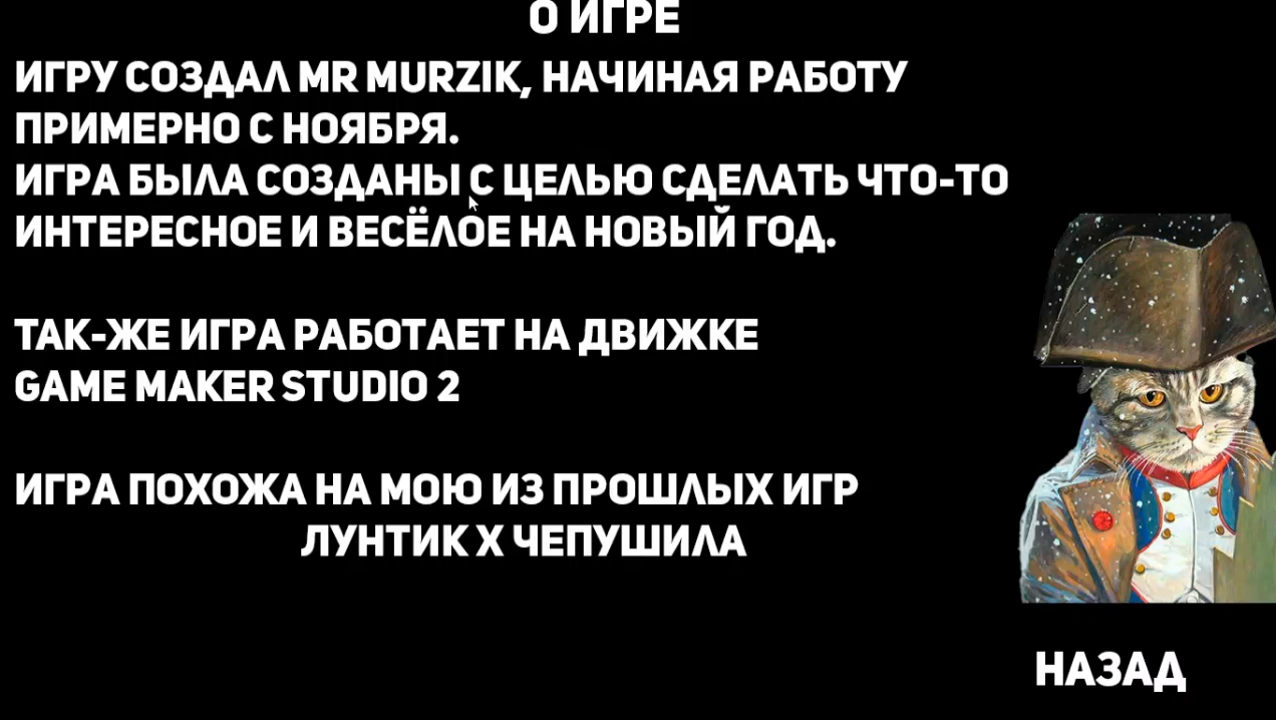 О ИГРЕ
ИГРУ СОЗДАЛ MR MURZIK, НАЧИНАЯ РАБОТУ
ПРИМЕРНО С НОЯБРЯ.
ИГРА БЫЛА СОЗДАНЫ С ЦЕЛЬЮ СДЕЛАТЬ ЧТО-ТО
ИНТЕРЕСНОЕ И ВЕСЁЛОЕ НА НОВЫЙ ГОД.
ТАК-ЖЕ ИГРА РАБОТАЕТ НА ДВИЖКЕ
GAME MAKER STUDIO 2
ИГРА ПОХОЖА НА МОЮ ИЗ ПРОШЛЫХ ИГР
ЛУНТИК Х ЧЕПУШИЛА
НАЗАД